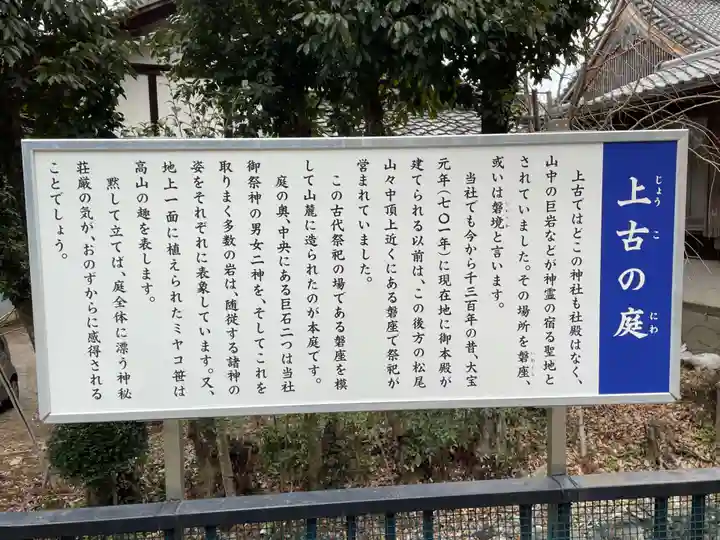 上古の庭
じょうこ
にわ
上古ではどこの神社も社殿はなく、
山中の巨岩などが神霊の宿る聖地と
されていました。その場所を磐座、
いわくら
或いは磐境と言います。
いわさか
当社でも今から千三百年の昔、大宝
元年(七〇一年)に現在地に御本殿が
建てられる以前は、この後方の松尾
山々中頂上近くにある磐座で祭祀が
営まれていました。
この古代祭祀の場である磐座を模
して山麓に造られたのが本庭です。
庭の奥、中央にある巨石二つは当社
御祭神の男女二神を、そしてこれを
取りまく多数の岩は、随従する諸神の
姿をそれぞれに表象しています。又、
地上一面に植えられたミヤコ笹は
高山の趣を表します。
黙して立てば、庭全体に漂う神秘
荘厳の気が、おのずからに感得される
ことでしょう。